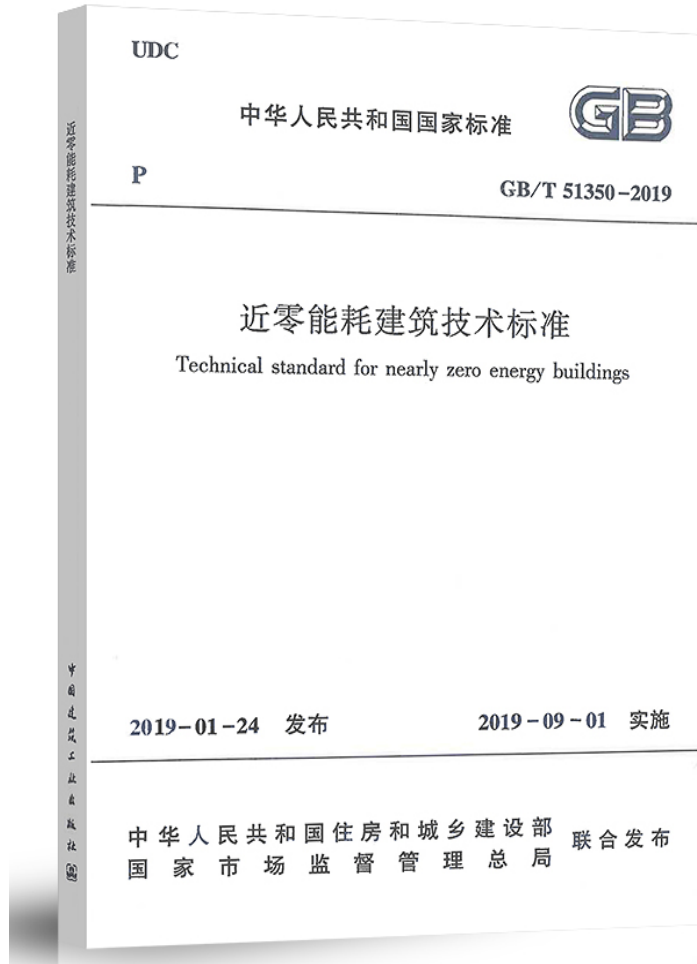 UDC
中华人民共和国国家标准
GB
P
GB/T 51350-2019
近零能耗建筑技术标准
Technical standard for nearly zero energy buildings
2019-01-24 发布
2019-09-01 实施
中华人民共和国住房和城乡建设部
国家市场监督管理总局
联合发布
近零能耗建筑技术标准
中国建筑工业出版社